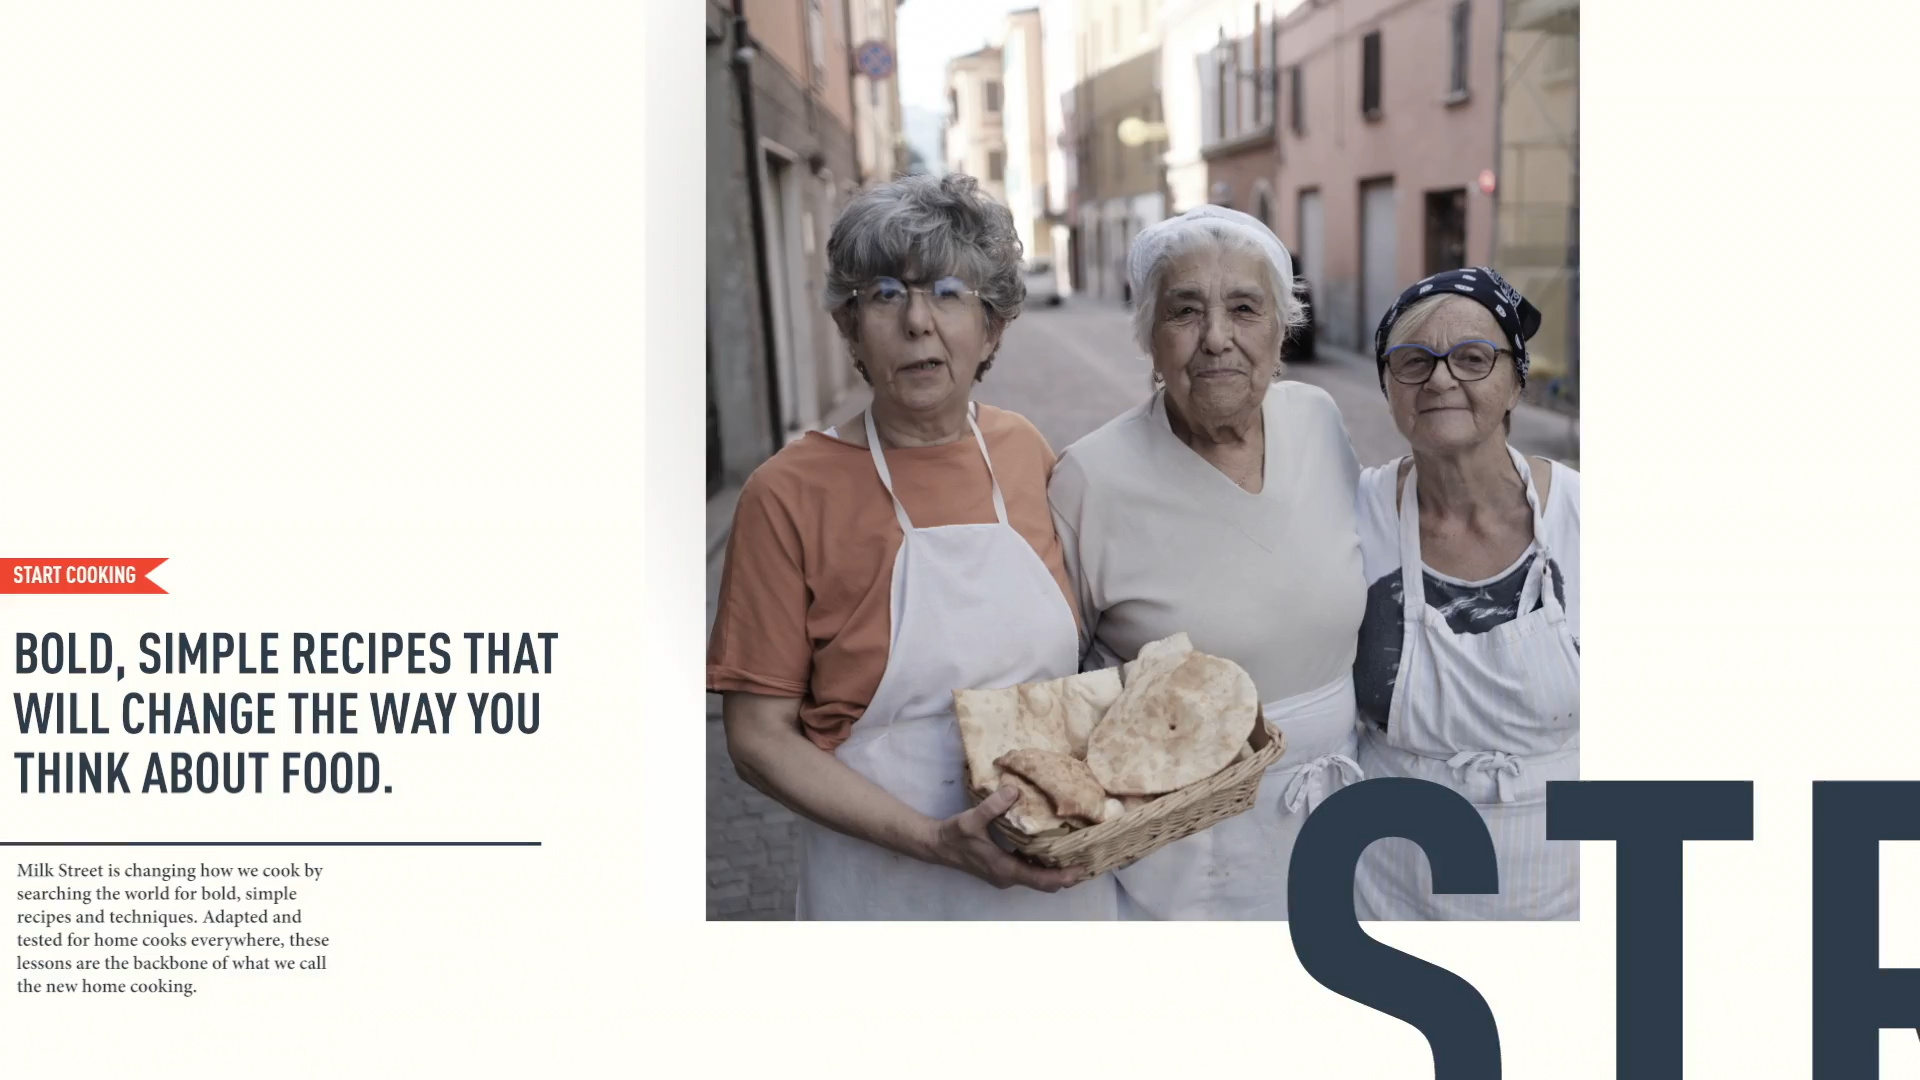 START COOKING
BOLD, SIMPLE RECIPES THAT
WILL CHANGE THE WAY YOU
THINK ABOUT FOOD.
Milk Street is changing how we cook by
searching the world for bold, simple
recipes and techniques. Adapted and
tested for home cooks everywhere, these
lessons are the backbone of what we call
the new home cooking.
STR